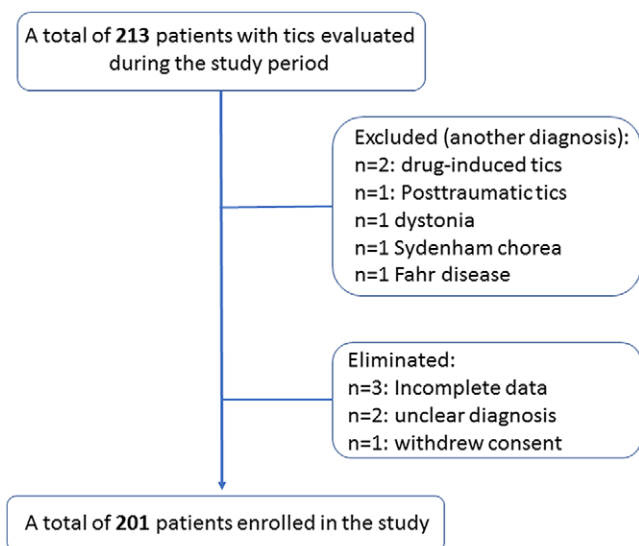 A total of 213 patients with tics evaluated
during the study period
Excluded (another diagnosis):
n=2: drug-induced tics
n=1: Posttraumatic tics
n=1 dystonia
n=1 Sydenham chorea
n=1 Fahr disease
Eliminated:
n=3: Incomplete data
n=2: unclear diagnosis
n=1: withdrew consent
A total of 201 patients enrolled in the study